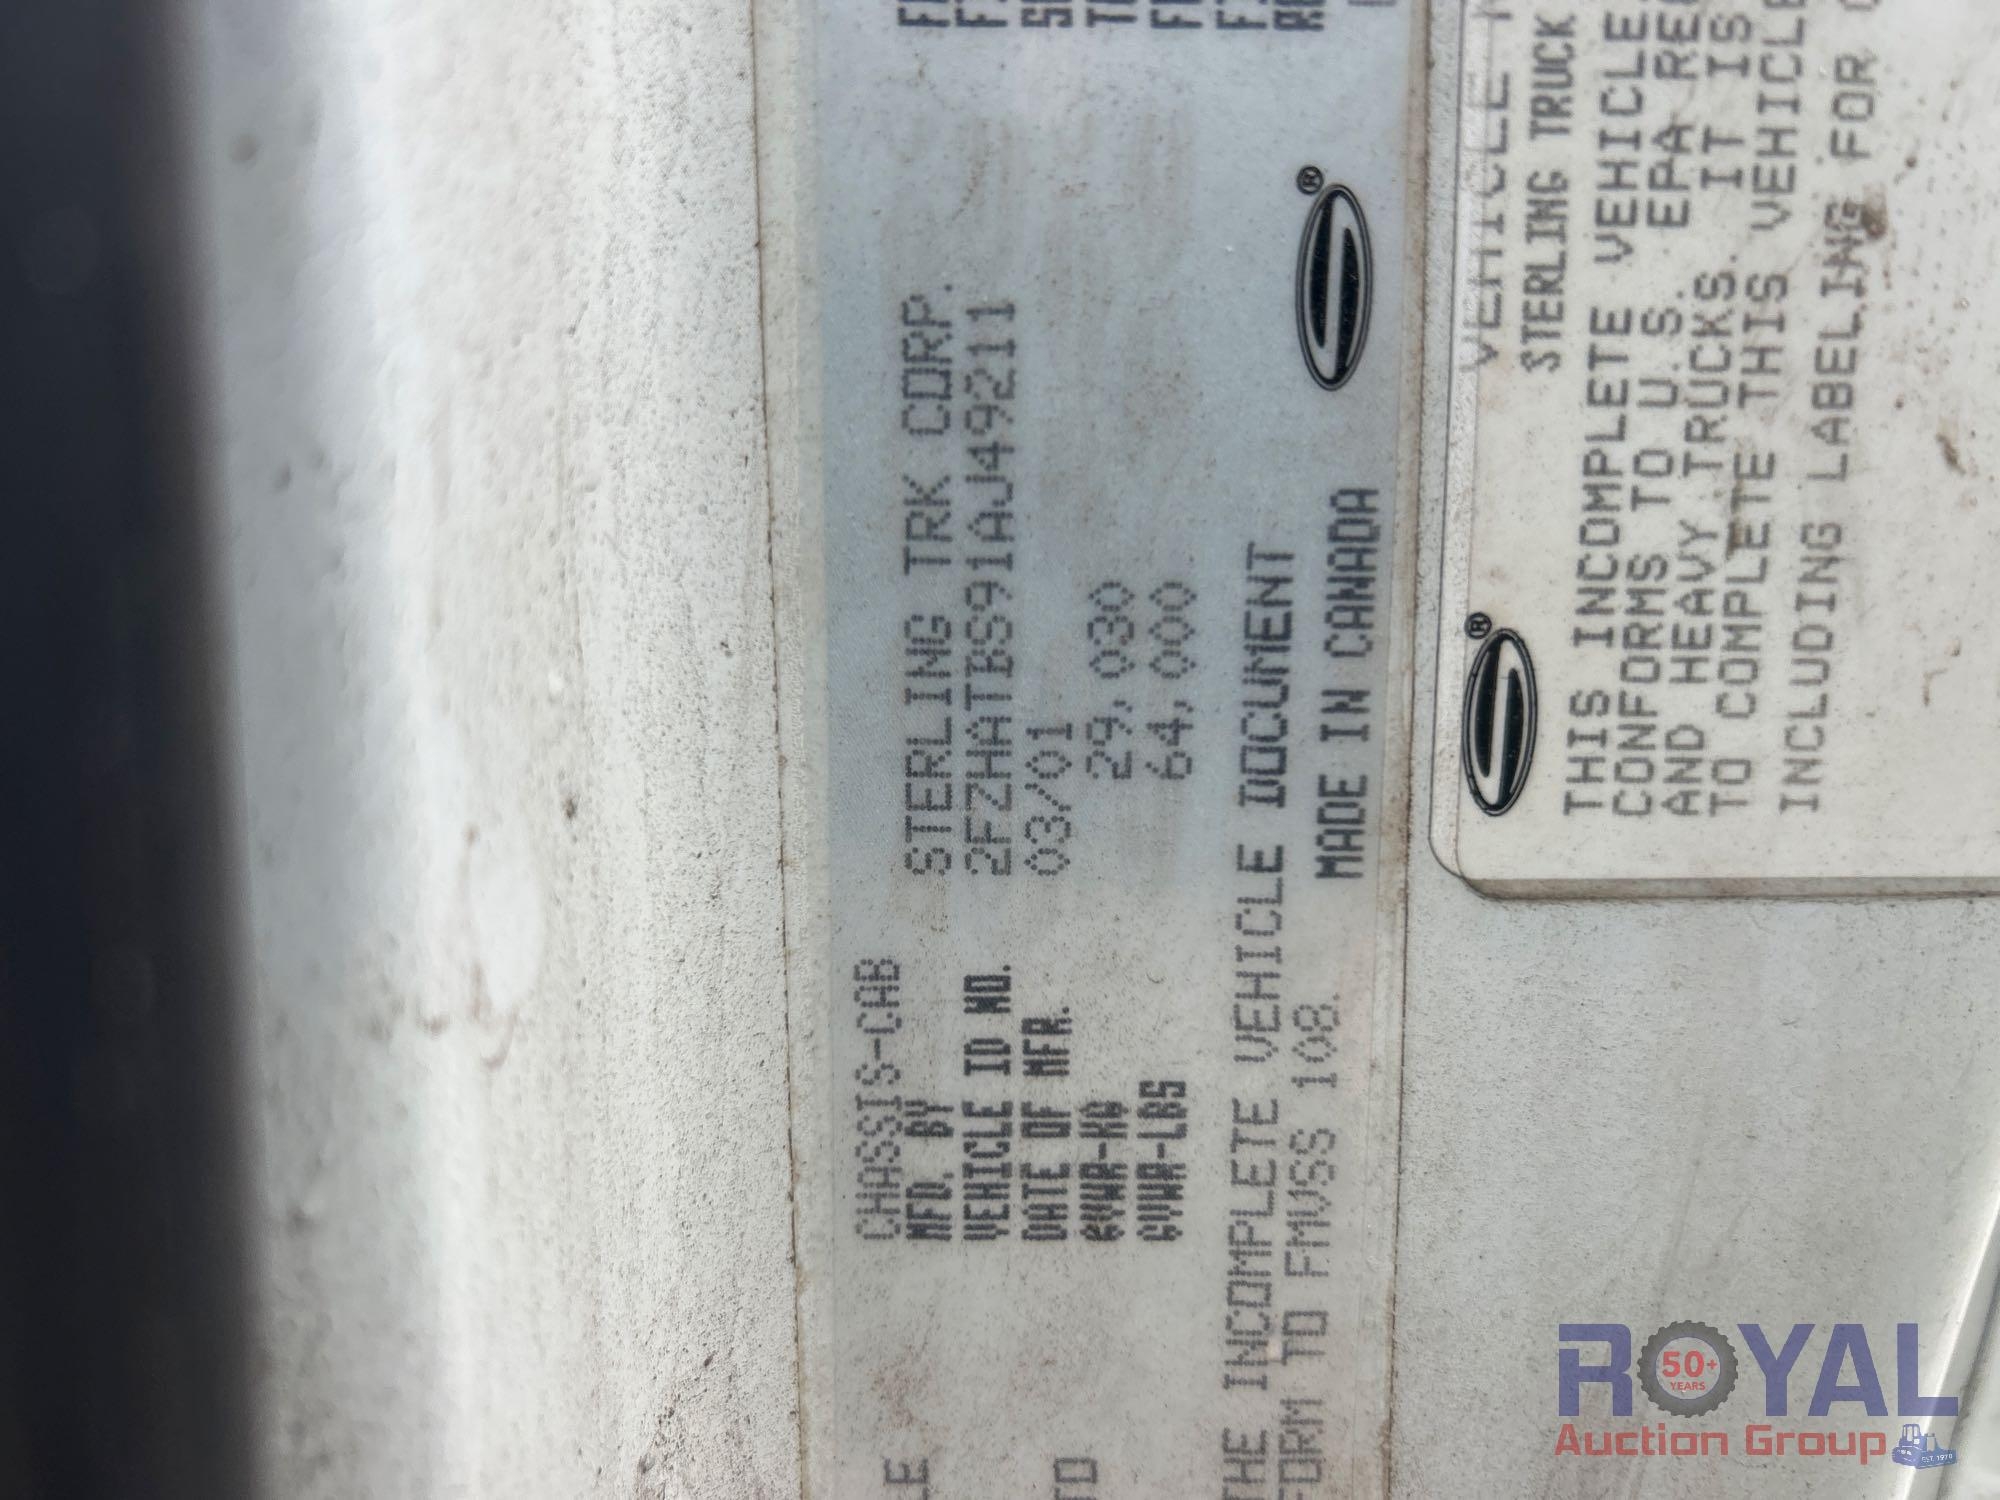 CHASSIS-CAB
MFD. BY STERLING TRK CORP.
VEHICLE ID NO. 2FZHATBS91AJ49211
DATE OF MFR. 03/01
GVWR-KG 29,030
GVWR-LBS 64,000
THE INCOMPLETE VEHICLE DOCUMENT
FORM TO FMVSS 108. MADE IN CANADA
®
VEHICLE
STERLING TRUCK
®
THIS INCOMPLETE VEHICLE
CONFORMS TO U.S. EPA
AND HEAVY TRUCKS. IT IS
TO COMPLETE THIS VEHICLE
INCLUDING LABELING FOR
ROYAL
50+
YEARS
Auction Group
EST. 1970